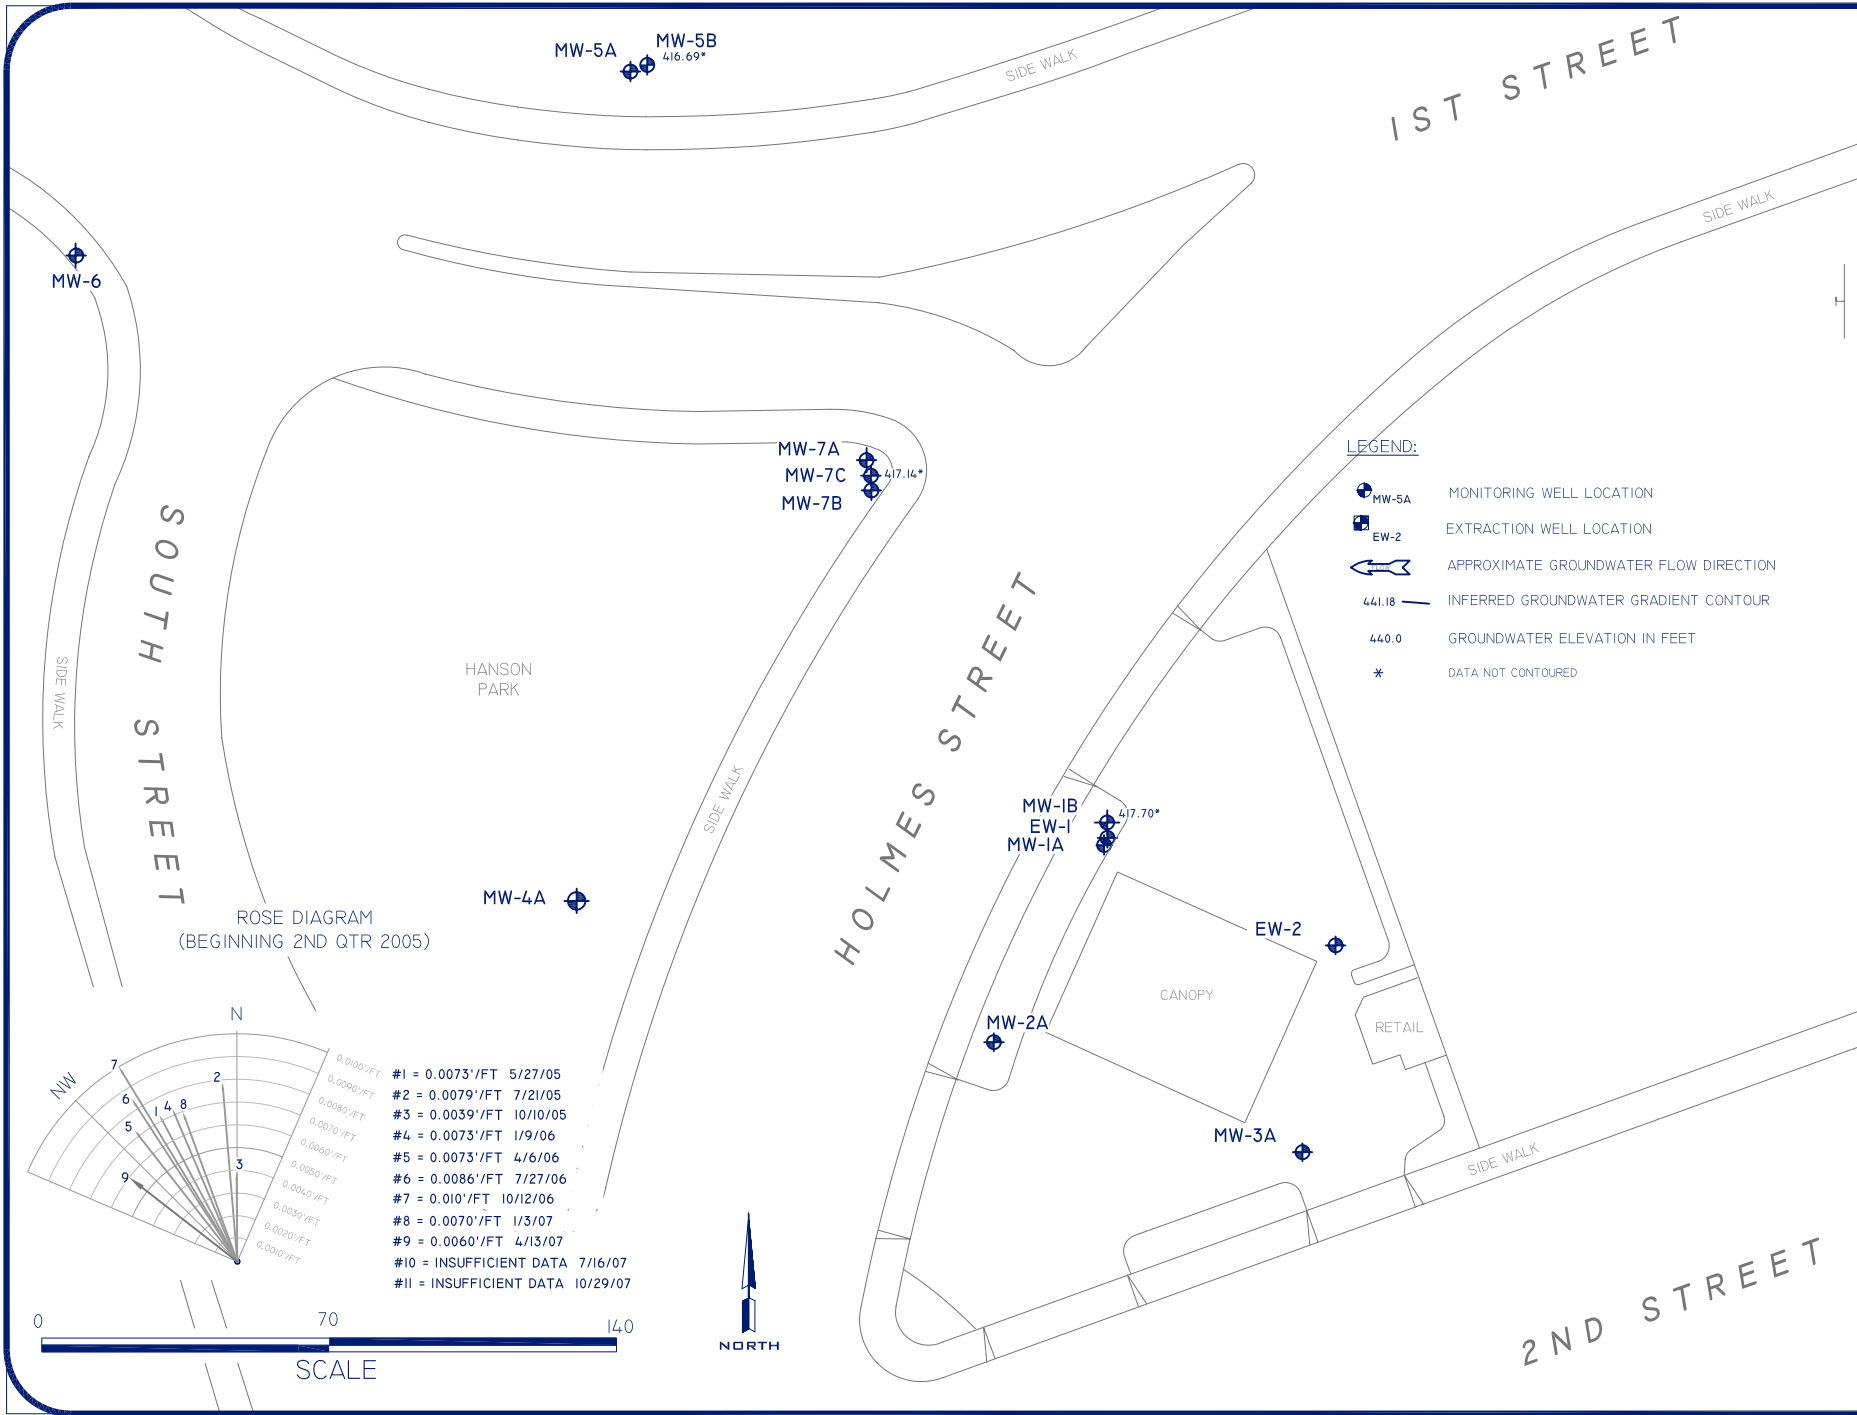 MW-5A
MW-5B
416.69*
SIDE WALK
1ST STREET
SIDE WALK
MW-6
MW-7A
MW-7C
417.14*
MW-7B
LEGEND:
MW-5A MONITORING WELL LOCATION
EW-2 EXTRACTION WELL LOCATION
APPROXIMATE GROUNDWATER FLOW DIRECTION
441.18 INFERRED GROUNDWATER GRADIENT CONTOUR
440.0 GROUNDWATER ELEVATION IN FEET
* DATA NOT CONTOURED
SOUTH STREET
SIDE WALK
HANSON
PARK
HOLMES STREET
SIDE WALK
MW-1B
417.70*
EW-1
MW-1A
MW-4A
EW-2
CANOPY
RETAIL
MW-2A
MW-3A
SIDE WALK
2ND STREET
ROSE DIAGRAM
(BEGINNING 2ND QTR 2005)
N
NW
7
6
5
1
4
8
2
3
9
0.0100'/FT
0.0090'/FT
0.0080'/FT
0.0070'/FT
0.0060'/FT
0.0050'/FT
0.0040'/FT
0.0030'/FT
0.0020'/FT
0.0010'/FT
#1 = 0.0073'/FT 5/27/05
#2 = 0.0079'/FT 7/21/05
#3 = 0.0039'/FT 10/10/05
#4 = 0.0073'/FT 1/9/06
#5 = 0.0073'/FT 4/6/06
#6 = 0.0086'/FT 7/27/06
#7 = 0.010'/FT 10/12/06
#8 = 0.0070'/FT 1/3/07
#9 = 0.0060'/FT 4/13/07
#10 = INSUFFICIENT DATA 7/16/07
#11 = INSUFFICIENT DATA 10/29/07
0 70 140
SCALE
NORTH